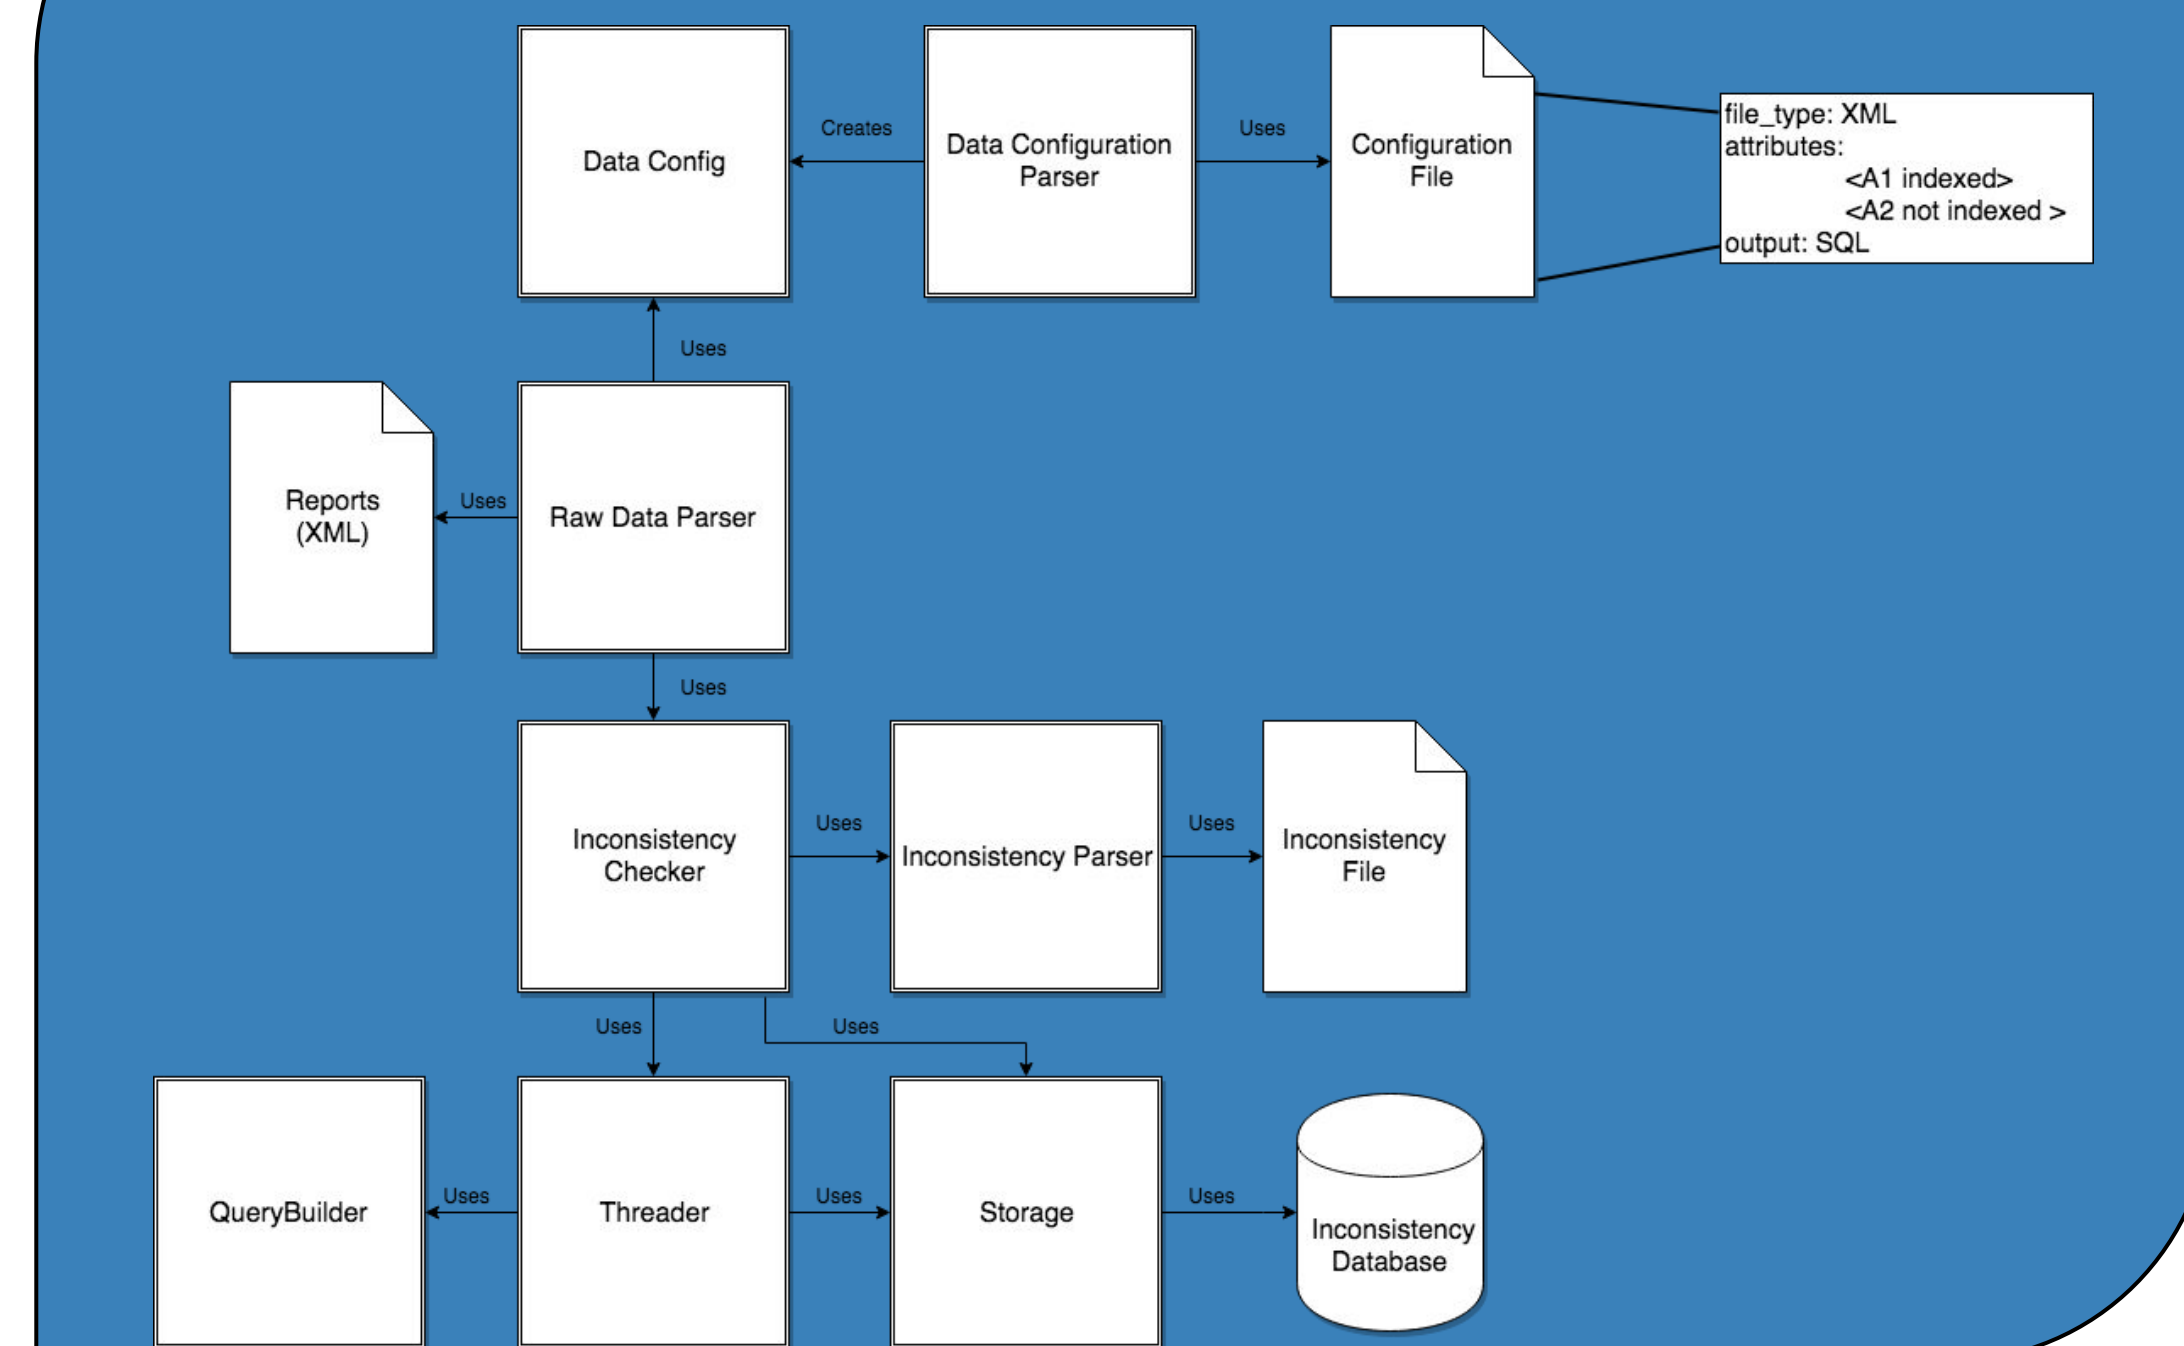 Data Config
Creates
Data Configuration
Parser
Uses
Configuration
File
file_type: XML
attributes:
<A1 indexed>
<A2 not indexed >
output: SQL
Uses
Reports
(XML)
Uses
Raw Data Parser
Uses
Inconsistency
Checker
Uses
Inconsistency Parser
Uses
Inconsistency
File
Uses
Uses
QueryBuilder
Uses
Threader
Uses
Storage
Uses
Inconsistency
Database